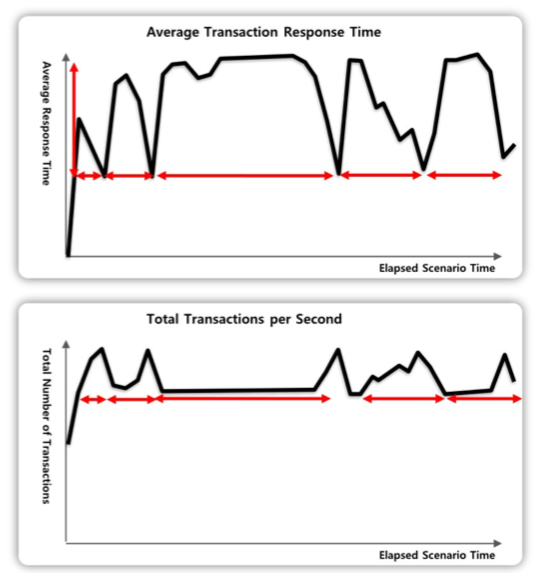 Average Transaction Response Time
Average Response Time
Elapsed Scenario Time
Total Transactions per Second
Total Number of Transactions
Elapsed Scenario Time